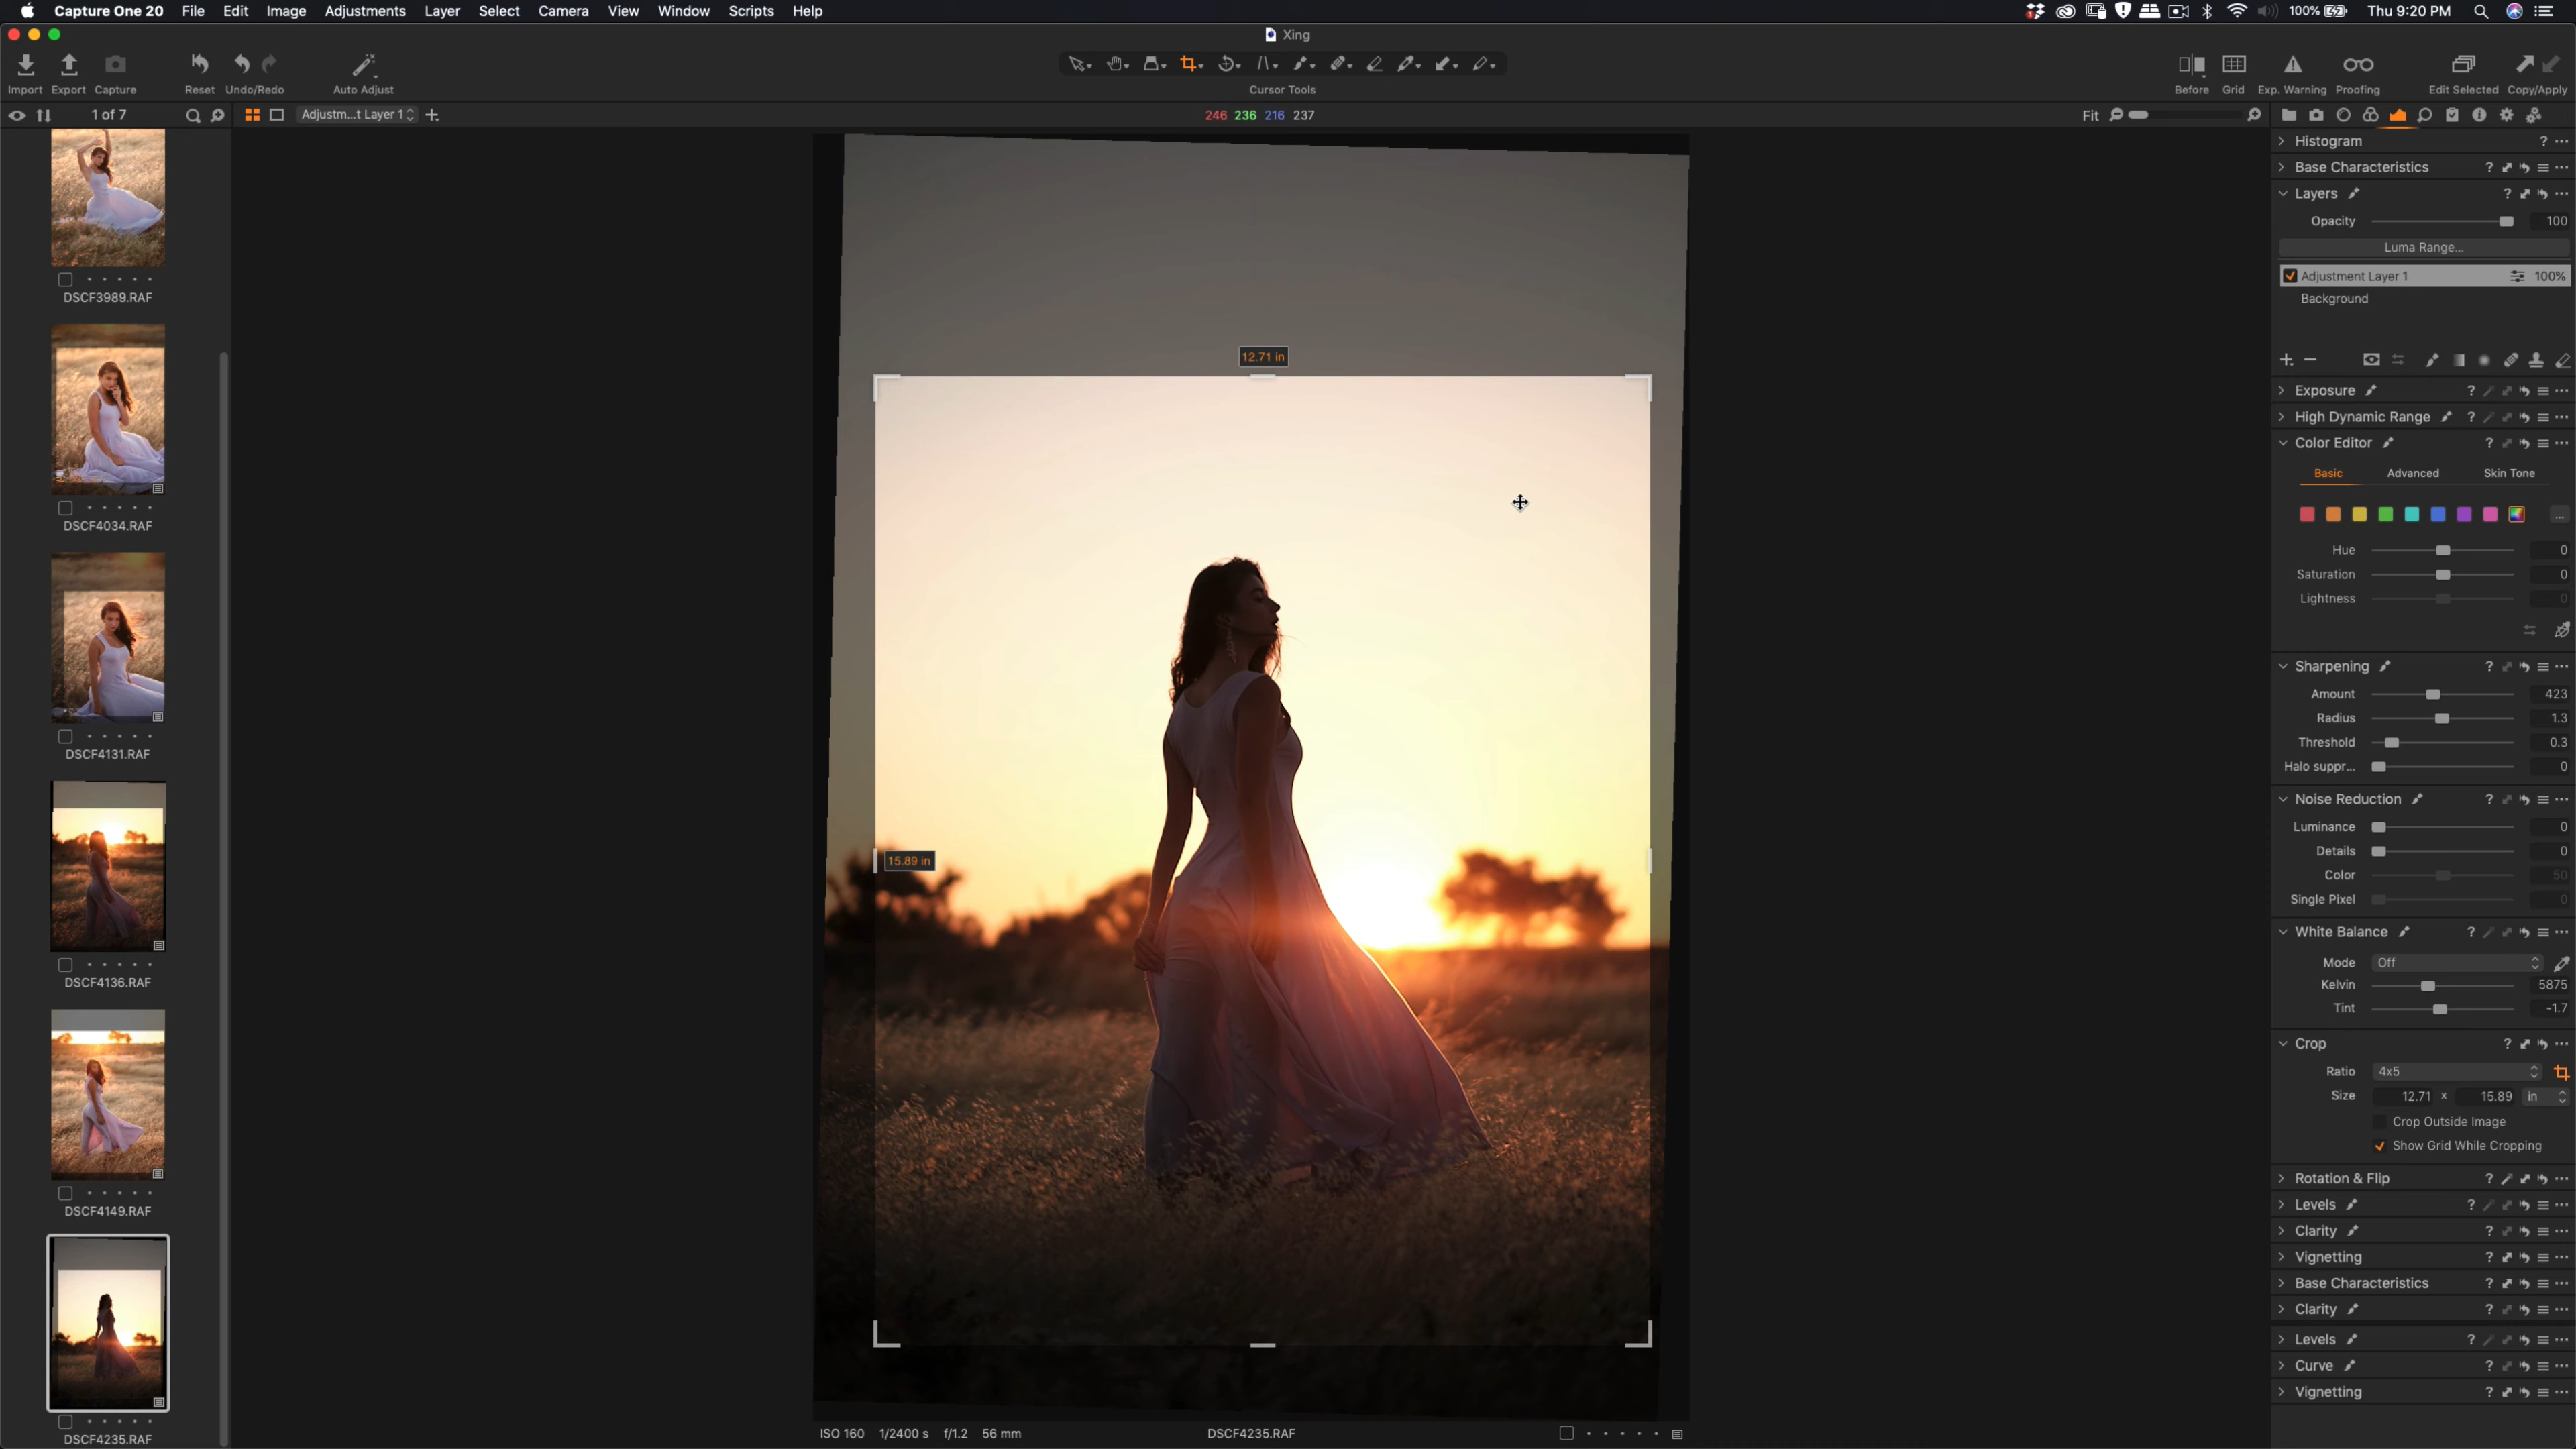 Capture One 20 File Edit Image Adjustments Layer Select Camera View Window Scripts Help 100% Thu 9:20 PM
Xing
Import Export Capture Reset Undo/Redo Auto Adjust Cursor Tools Before Grid Exp. Warning Proofing Edit Selected Copy/Apply
1 of 7 Adjustm...t Layer 1 246 236 216 237 Fit
DSCF3989.RAF
DSCF4034.RAF
DSCF4131.RAF
DSCF4136.RAF
DSCF4149.RAF
DSCF4235.RAF
12.71 in
15.89 in
ISO 160 1/2400 s f/1.2 56 mm DSCF4235.RAF
Histogram ? ...
Base Characteristics ? ...
Layers ? ...
Opacity 100
Luma Range...
Adjustment Layer 1 100%
Background
Exposure ? ...
High Dynamic Range ? ...
Color Editor ? ...
Basic Advanced Skin Tone
...
Hue 0
Saturation 0
Lightness 0
Sharpening ? ...
Amount 423
Radius 1.3
Threshold 0.3
Halo suppr... 0
Noise Reduction ? ...
Luminance 0
Details 0
Color 50
Single Pixel 0
White Balance ? ...
Mode Off
Kelvin 5875
Tint -1.7
Crop ? ...
Ratio 4x5
Size 12.71 x 15.89 in
Crop Outside Image
Show Grid While Cropping
Rotation & Flip ? ...
Levels ? ...
Clarity ? ...
Vignetting ? ...
Base Characteristics ? ...
Clarity ? ...
Levels ? ...
Curve ? ...
Vignetting ? ...